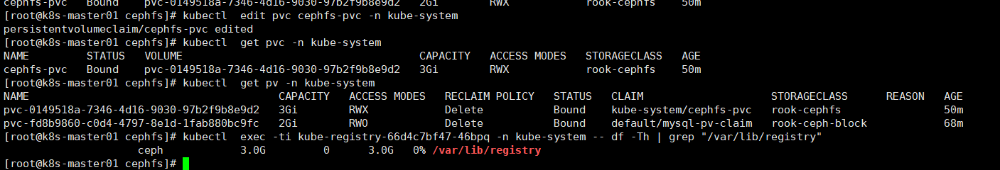 cephfs-pvc   Bound    pvc-0149518a-7346-4d16-9030-97b2f9b8e9d2   2Gi        RWX            rook-cephfs    50m
[root@k8s-master01 cephfs]# kubectl  edit pvc cephfs-pvc -n kube-system
persistentvolumeclaim/cephfs-pvc edited
[root@k8s-master01 cephfs]# kubectl  get pvc -n kube-system
NAME         STATUS   VOLUME                                     CAPACITY   ACCESS MODES   STORAGECLASS   AGE
cephfs-pvc   Bound    pvc-0149518a-7346-4d16-9030-97b2f9b8e9d2   3Gi        RWX            rook-cephfs    50m
[root@k8s-master01 cephfs]# kubectl  get pv -n kube-system
NAME                                       CAPACITY   ACCESS MODES   RECLAIM POLICY   STATUS   CLAIM                    STORAGECLASS      REASON   AGE
pvc-0149518a-7346-4d16-9030-97b2f9b8e9d2   3Gi        RWX            Delete           Bound    kube-system/cephfs-pvc   rook-cephfs                50m
pvc-fd8b9860-c0d4-4797-8e1d-1fab880bc9fc   2Gi        RWO            Delete           Bound    default/mysql-pv-claim   rook-ceph-block            68m
[root@k8s-master01 cephfs]# kubectl  exec -ti kube-registry-66d4c7bf47-46bpq -n kube-system -- df -Th | grep "/var/lib/registry"
                     ceph            3.0G         0      3.0G   0% /var/lib/registry
[root@k8s-master01 cephfs]#